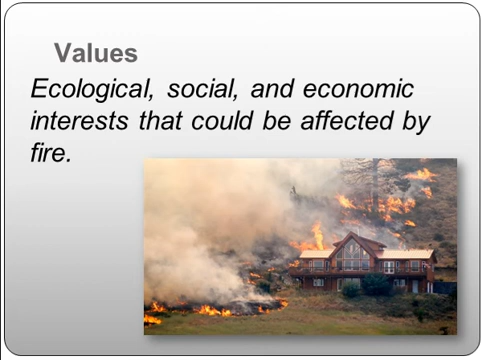 Values
Ecological, social, and economic
interests that could be affected by
fire.